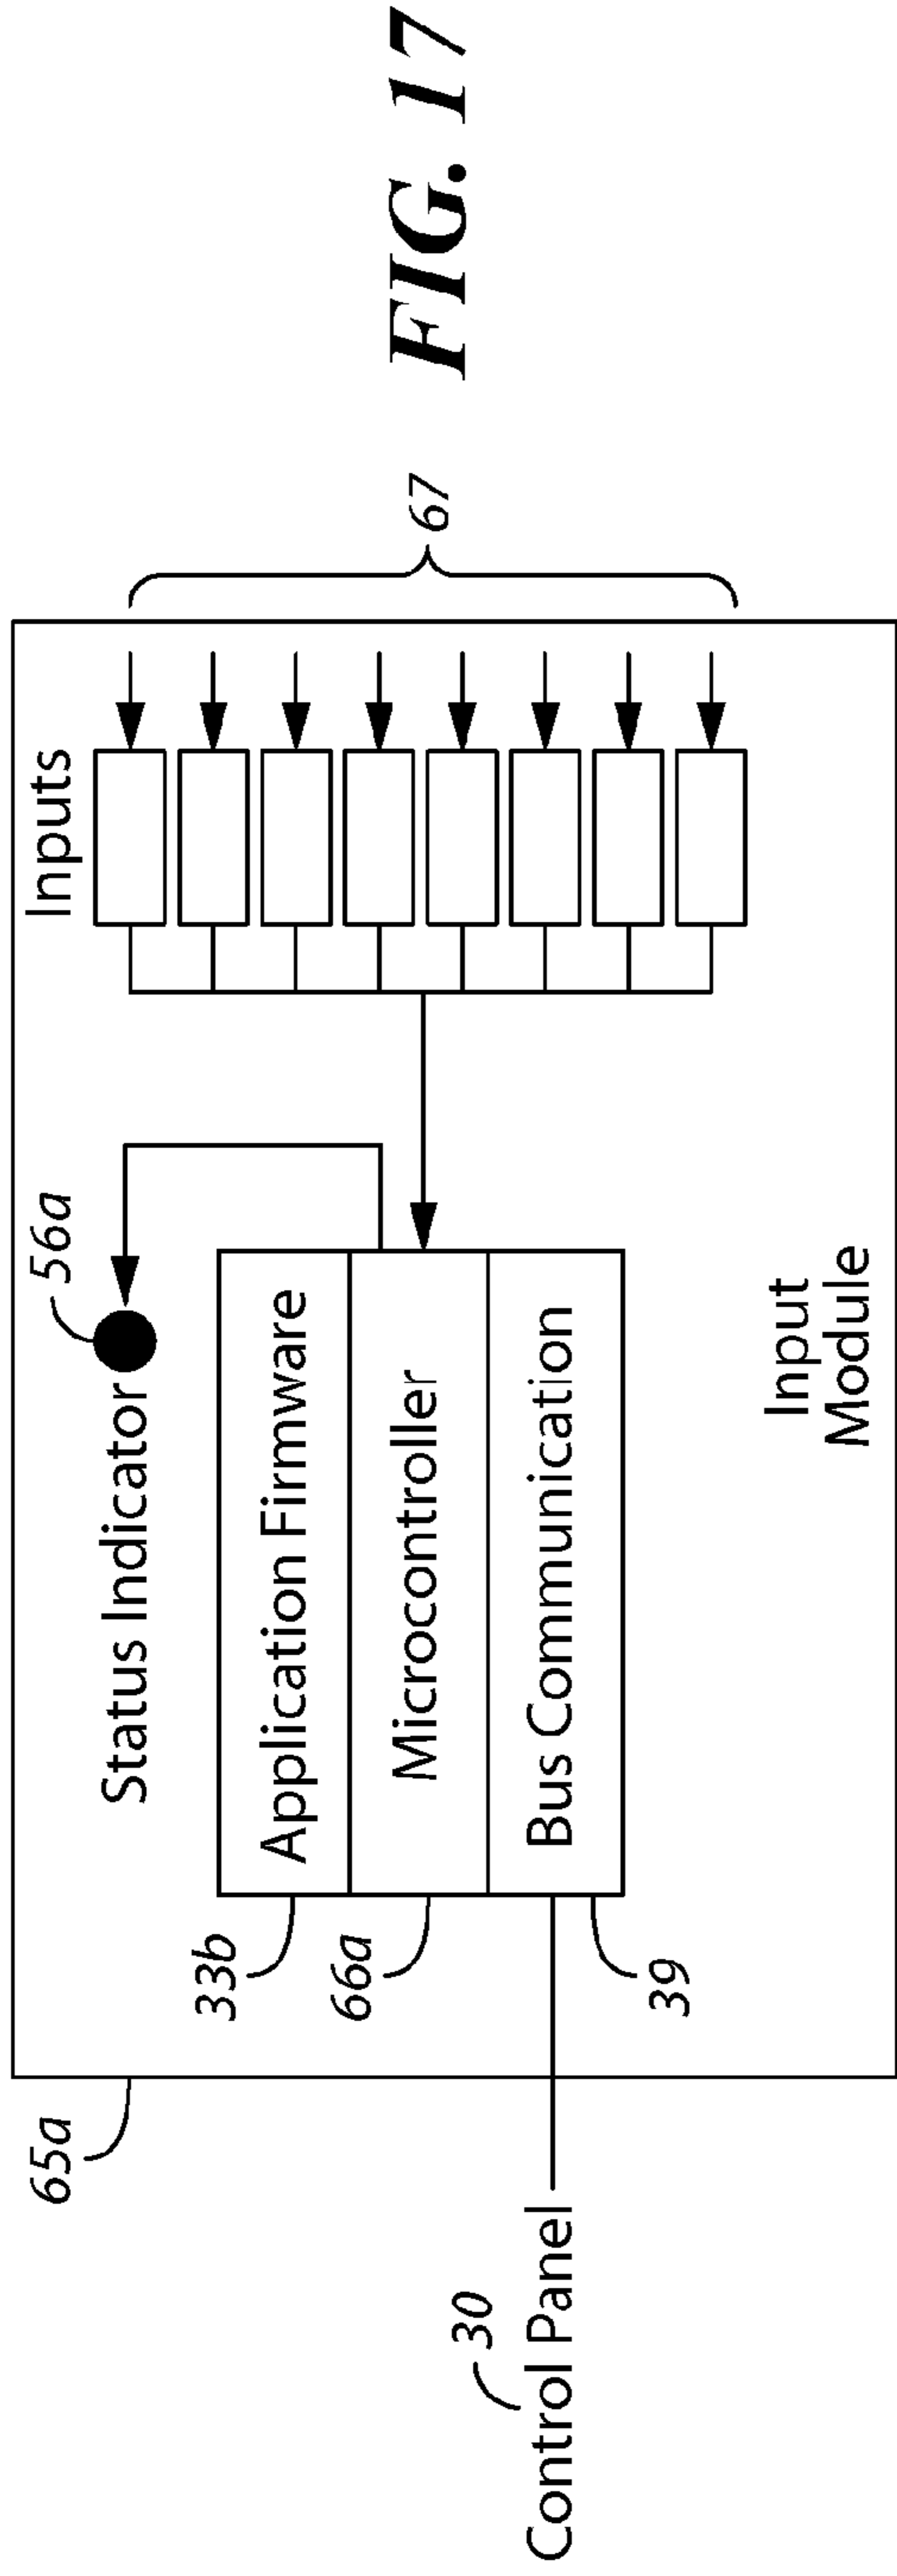 65a
Status Indicator
56a
Inputs
33b
Application Firmware
66a
Microcontroller
67
30
Control Panel
Bus Communication
39
Input
Module
FIG. 17